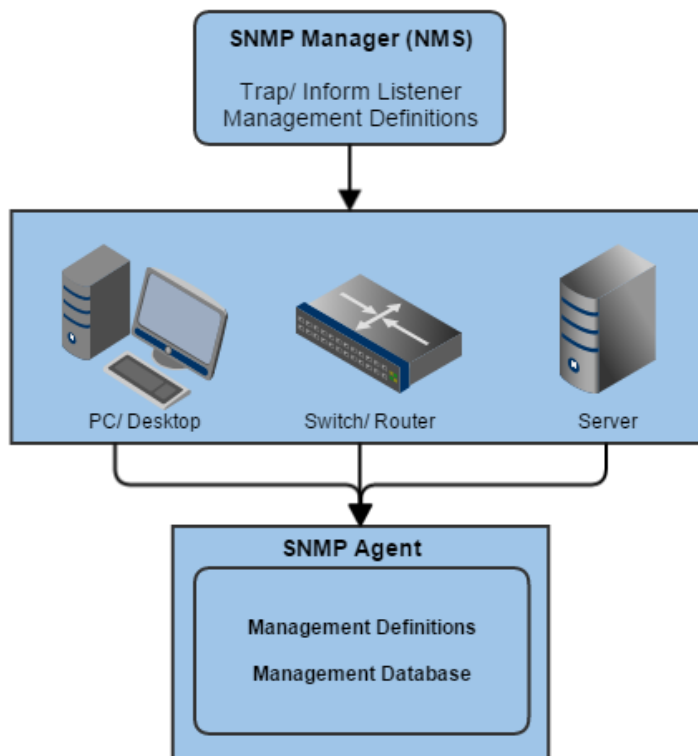 SNMP Manager (NMS)
Trap/ Inform Listener
Management Definitions
PC/ Desktop
Switch/ Router
Server
SNMP Agent
Management Definitions
Management Database